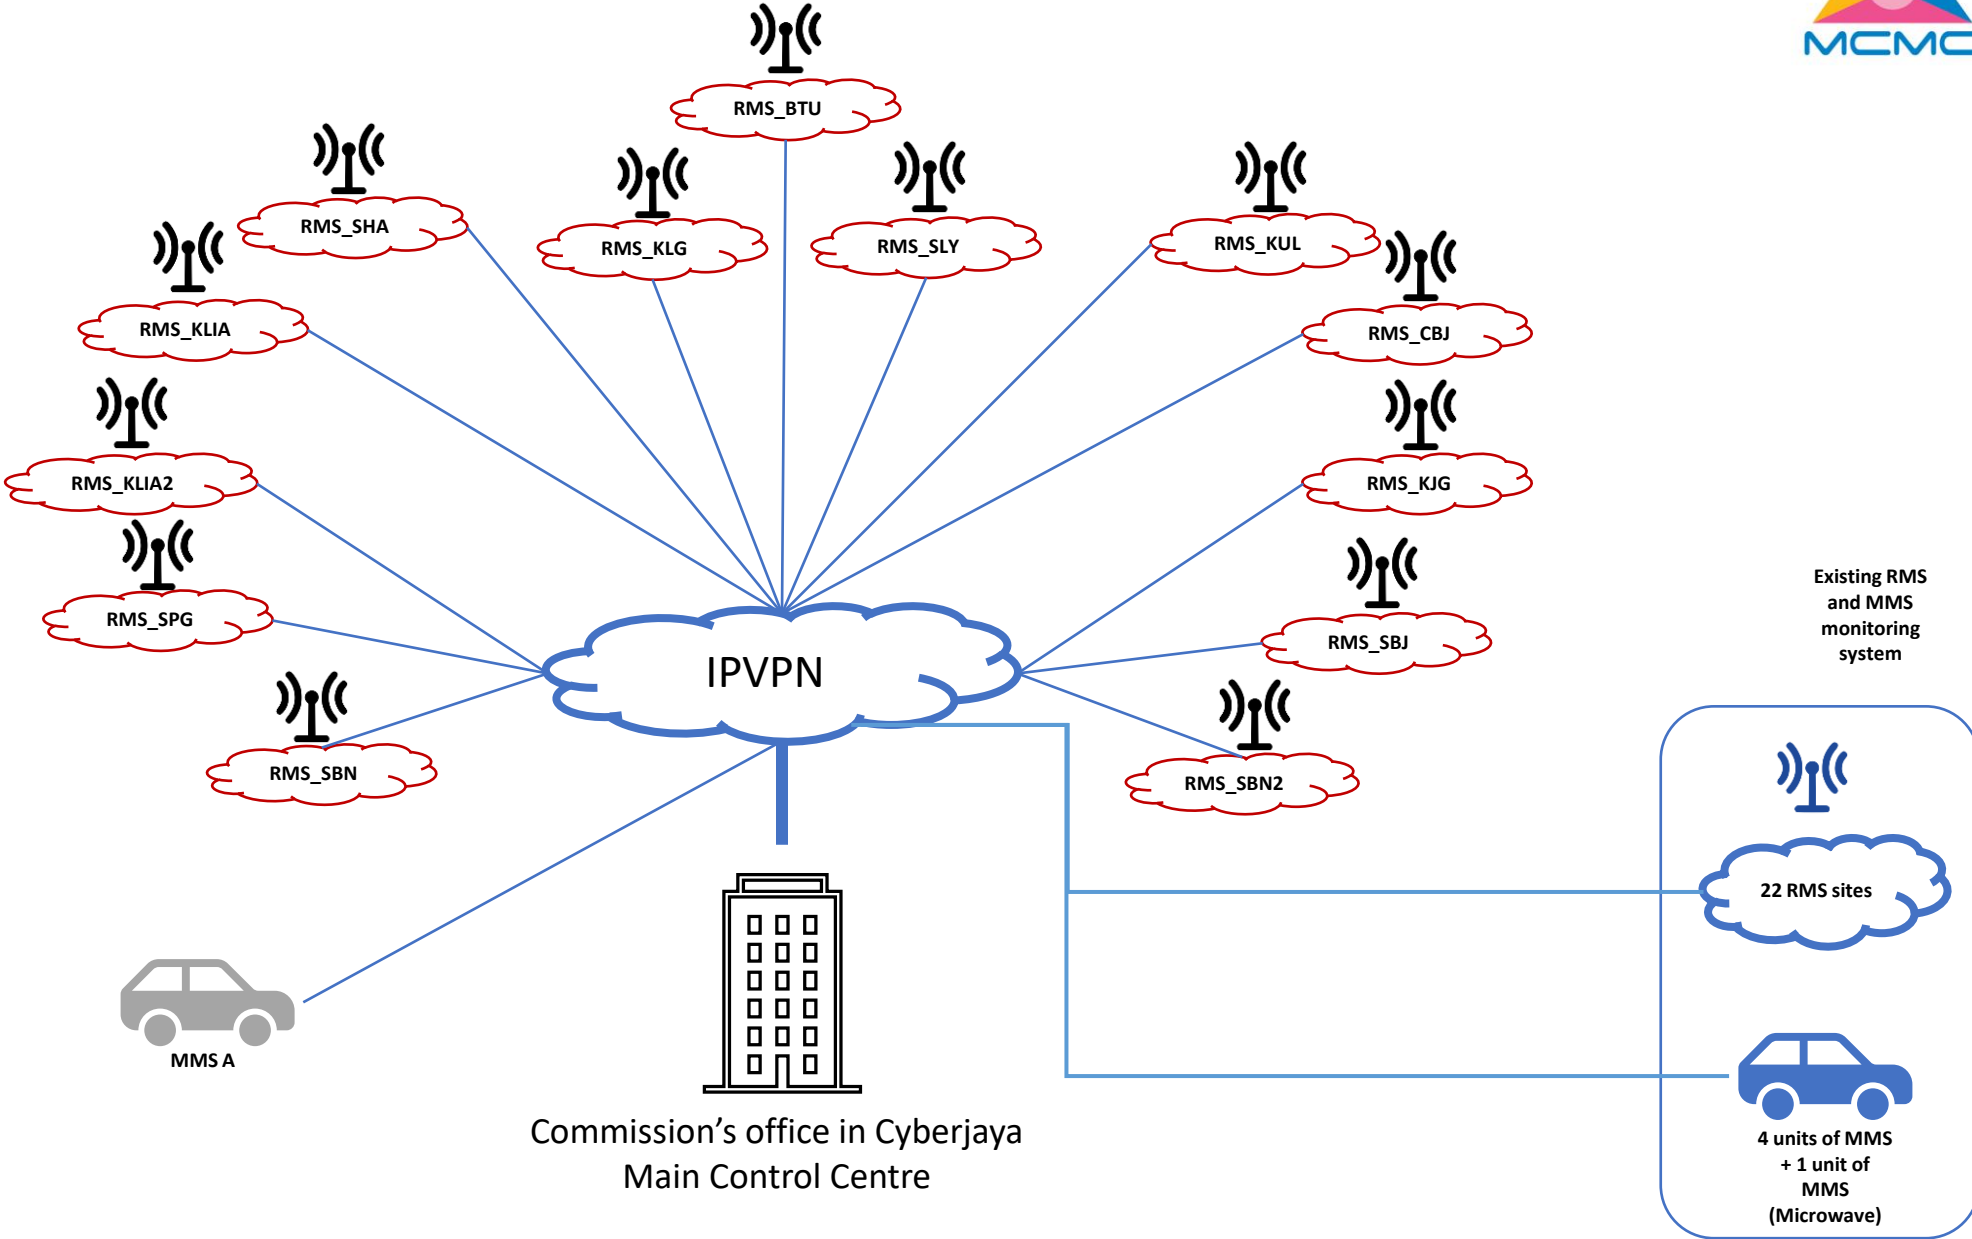 MCMC
RMS_BTU
RMS_SHA
RMS_KLG
RMS_SLY
RMS_KUL
RMS_KLIA
RMS_CBJ
RMS_KLIA2
RMS_KJG
RMS_SPG
RMS_SBJ
Existing RMS
and MMS
monitoring
system
IPVPN
RMS_SBN
RMS_SBN2
22 RMS sites
MMS A
Commission’s office in Cyberjaya
Main Control Centre
4 units of MMS
+ 1 unit of
MMS
(Microwave)